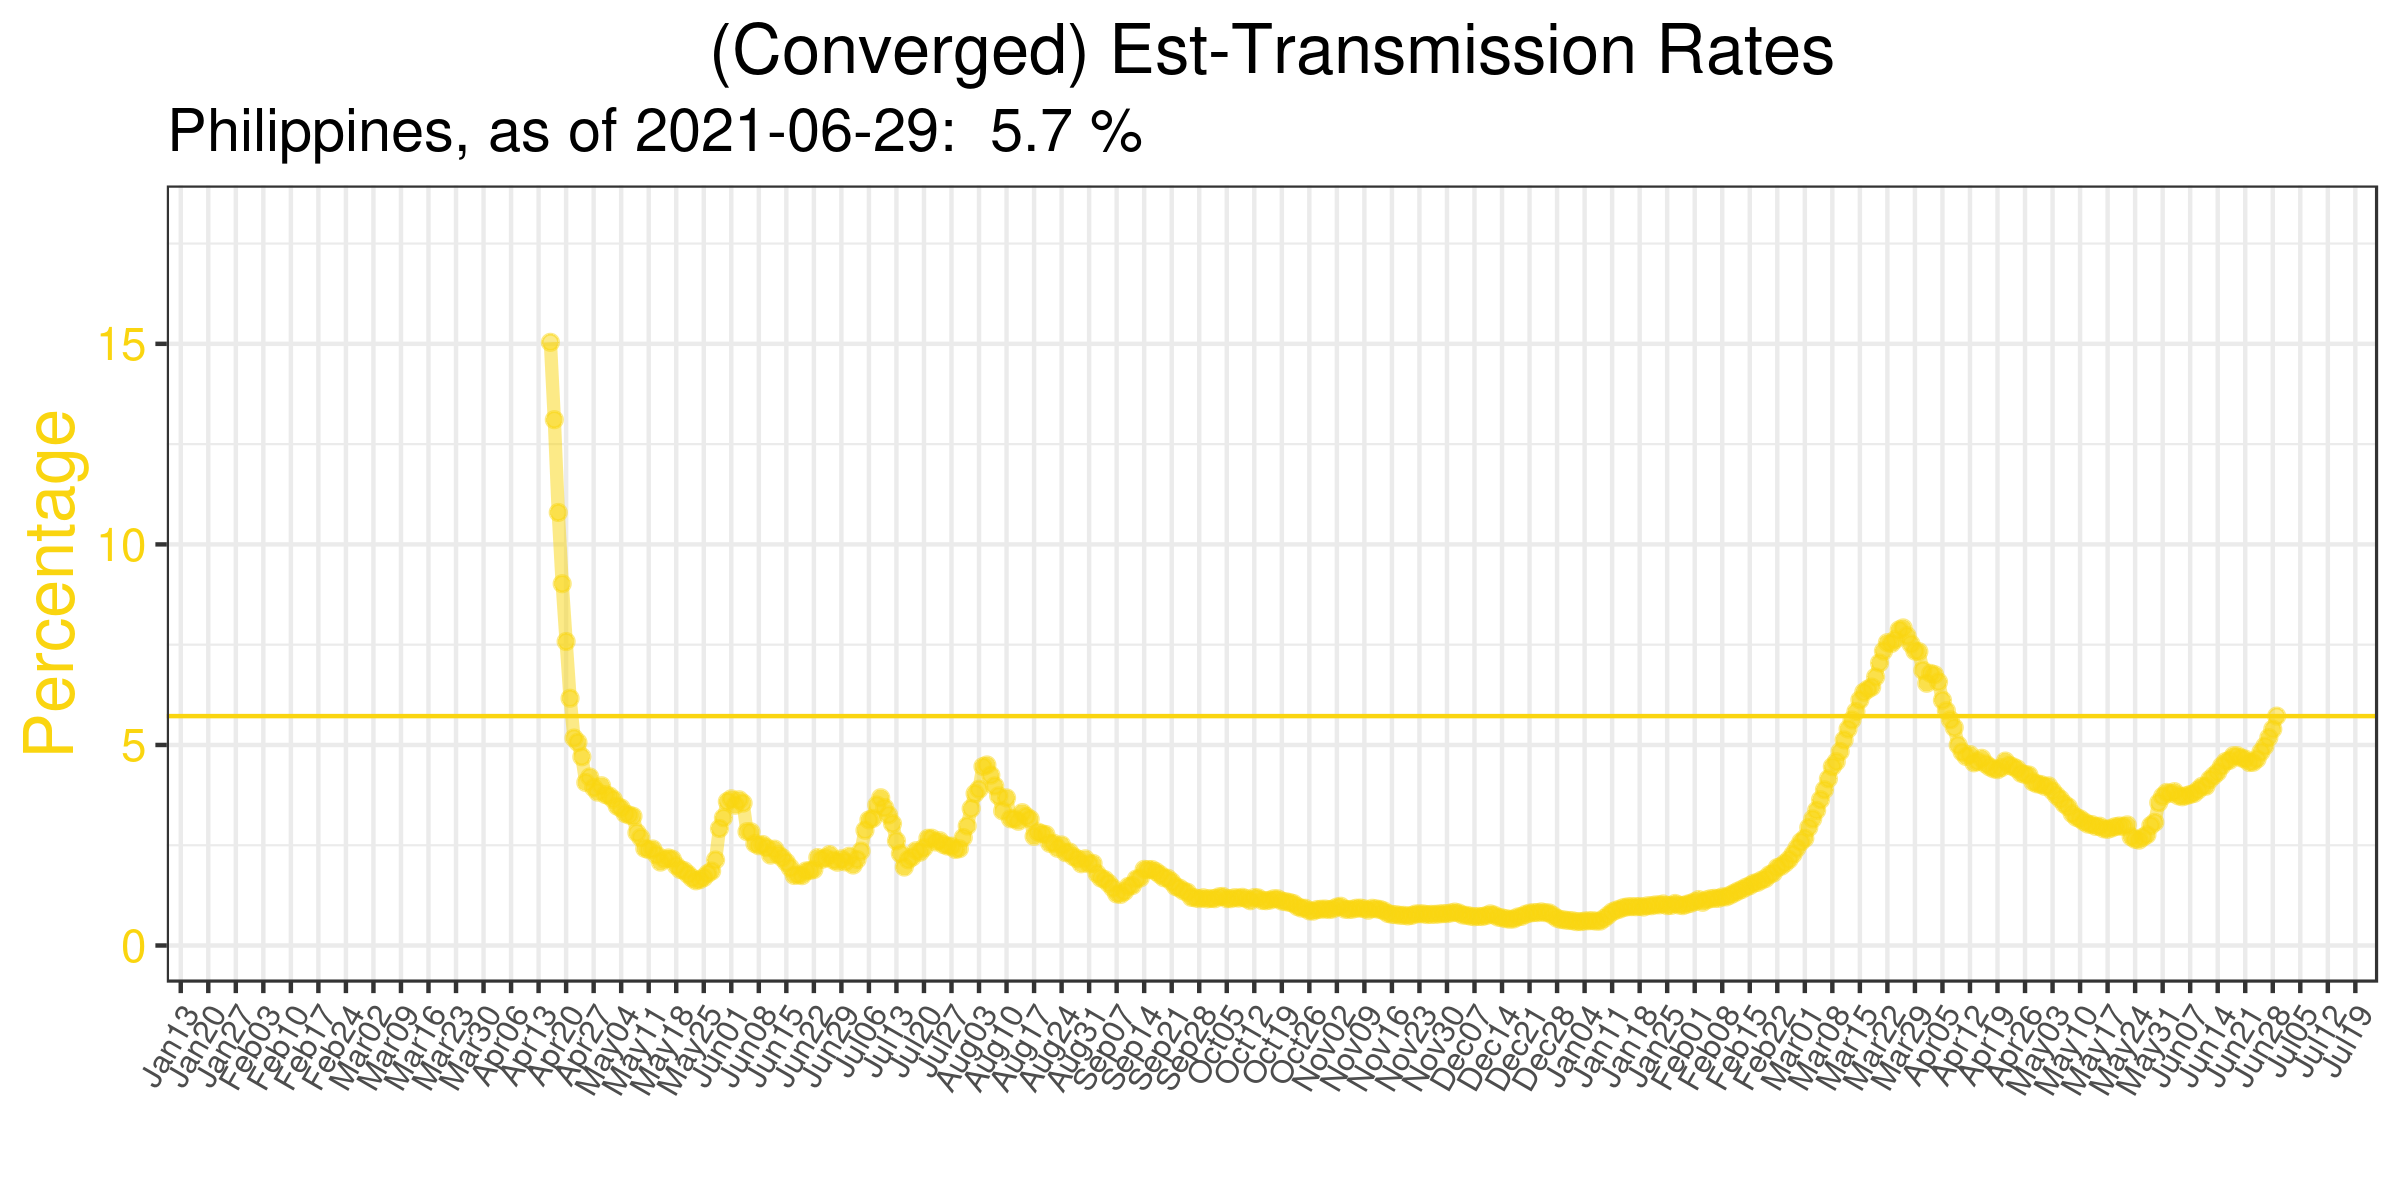 (Converged) Est-Transmission Rates
Philippines, as of 2021-06-29:  5.7 %
Percentage
15
10
5
0
Jan13
Jan20
Jan27
Feb03
Feb10
Feb17
Feb24
Mar02
Mar09
Mar16
Mar23
Mar30
Apr06
Apr13
Apr20
Apr27
May04
May11
May18
May25
Jun01
Jun08
Jun15
Jun22
Jun29
Jul06
Jul13
Jul20
Jul27
Aug03
Aug10
Aug17
Aug24
Aug31
Sep07
Sep14
Sep21
Sep28
Oct05
Oct12
Oct19
Oct26
Nov02
Nov09
Nov16
Nov23
Nov30
Dec07
Dec14
Dec21
Dec28
Jan04
Jan11
Jan18
Jan25
Feb01
Feb08
Feb15
Feb22
Mar01
Mar08
Mar15
Mar22
Mar29
Apr05
Apr12
Apr19
Apr26
May03
May10
May17
May24
May31
Jun07
Jun14
Jun21
Jun28
Jul05
Jul12
Jul19